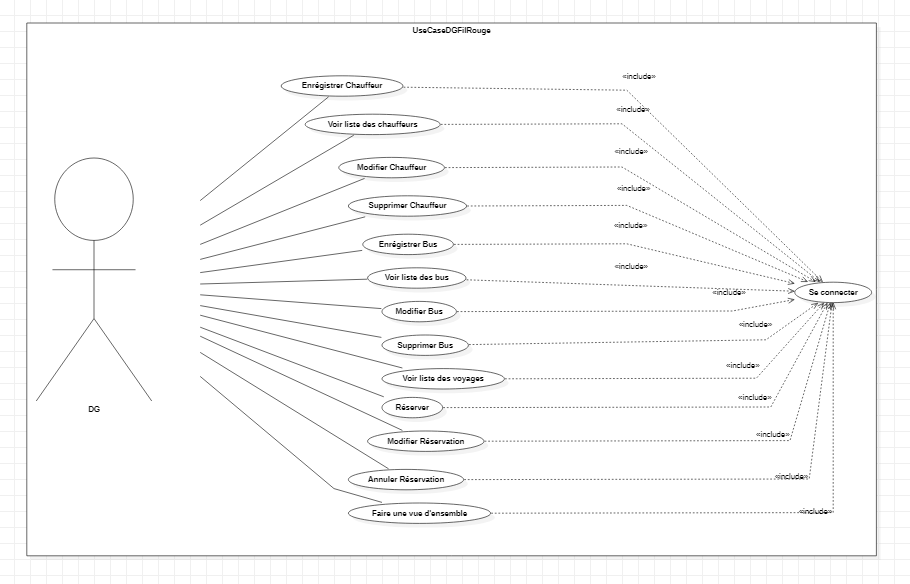 UseCaseDGFilRouge
«include»
Enrégistrer Chauffeur
«include»
Voir liste des chauffeurs
«include»
Modifier Chauffeur
«include»
Supprimer Chauffeur
«include»
Enrégistrer Bus
«include»
Voir liste des bus
«include»
Se connecter
Modifier Bus
«include»
Supprimer Bus
«include»
Voir liste des voyages
«include»
Réserver
DG
«include»
Modifier Réservation
«include»
Annuler Réservation
«include»
Faire une vue d'ensemble